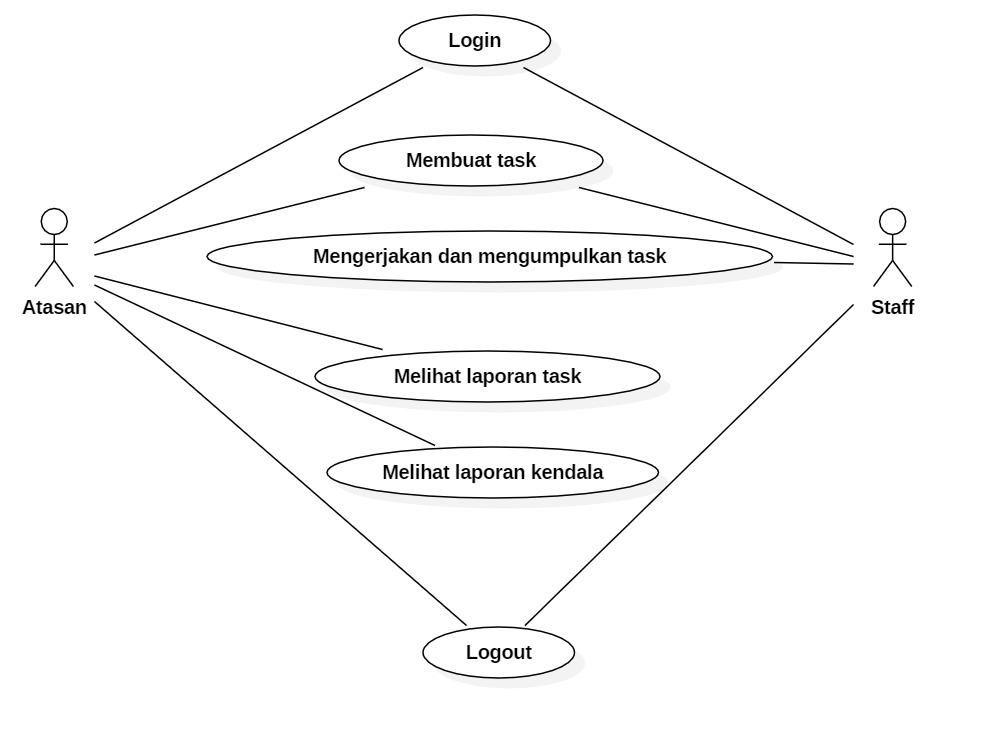 Login
Membuat task
Mengerjakan dan mengumpulkan task
Atasan
Staff
Melihat laporan task
Melihat laporan kendala
Logout